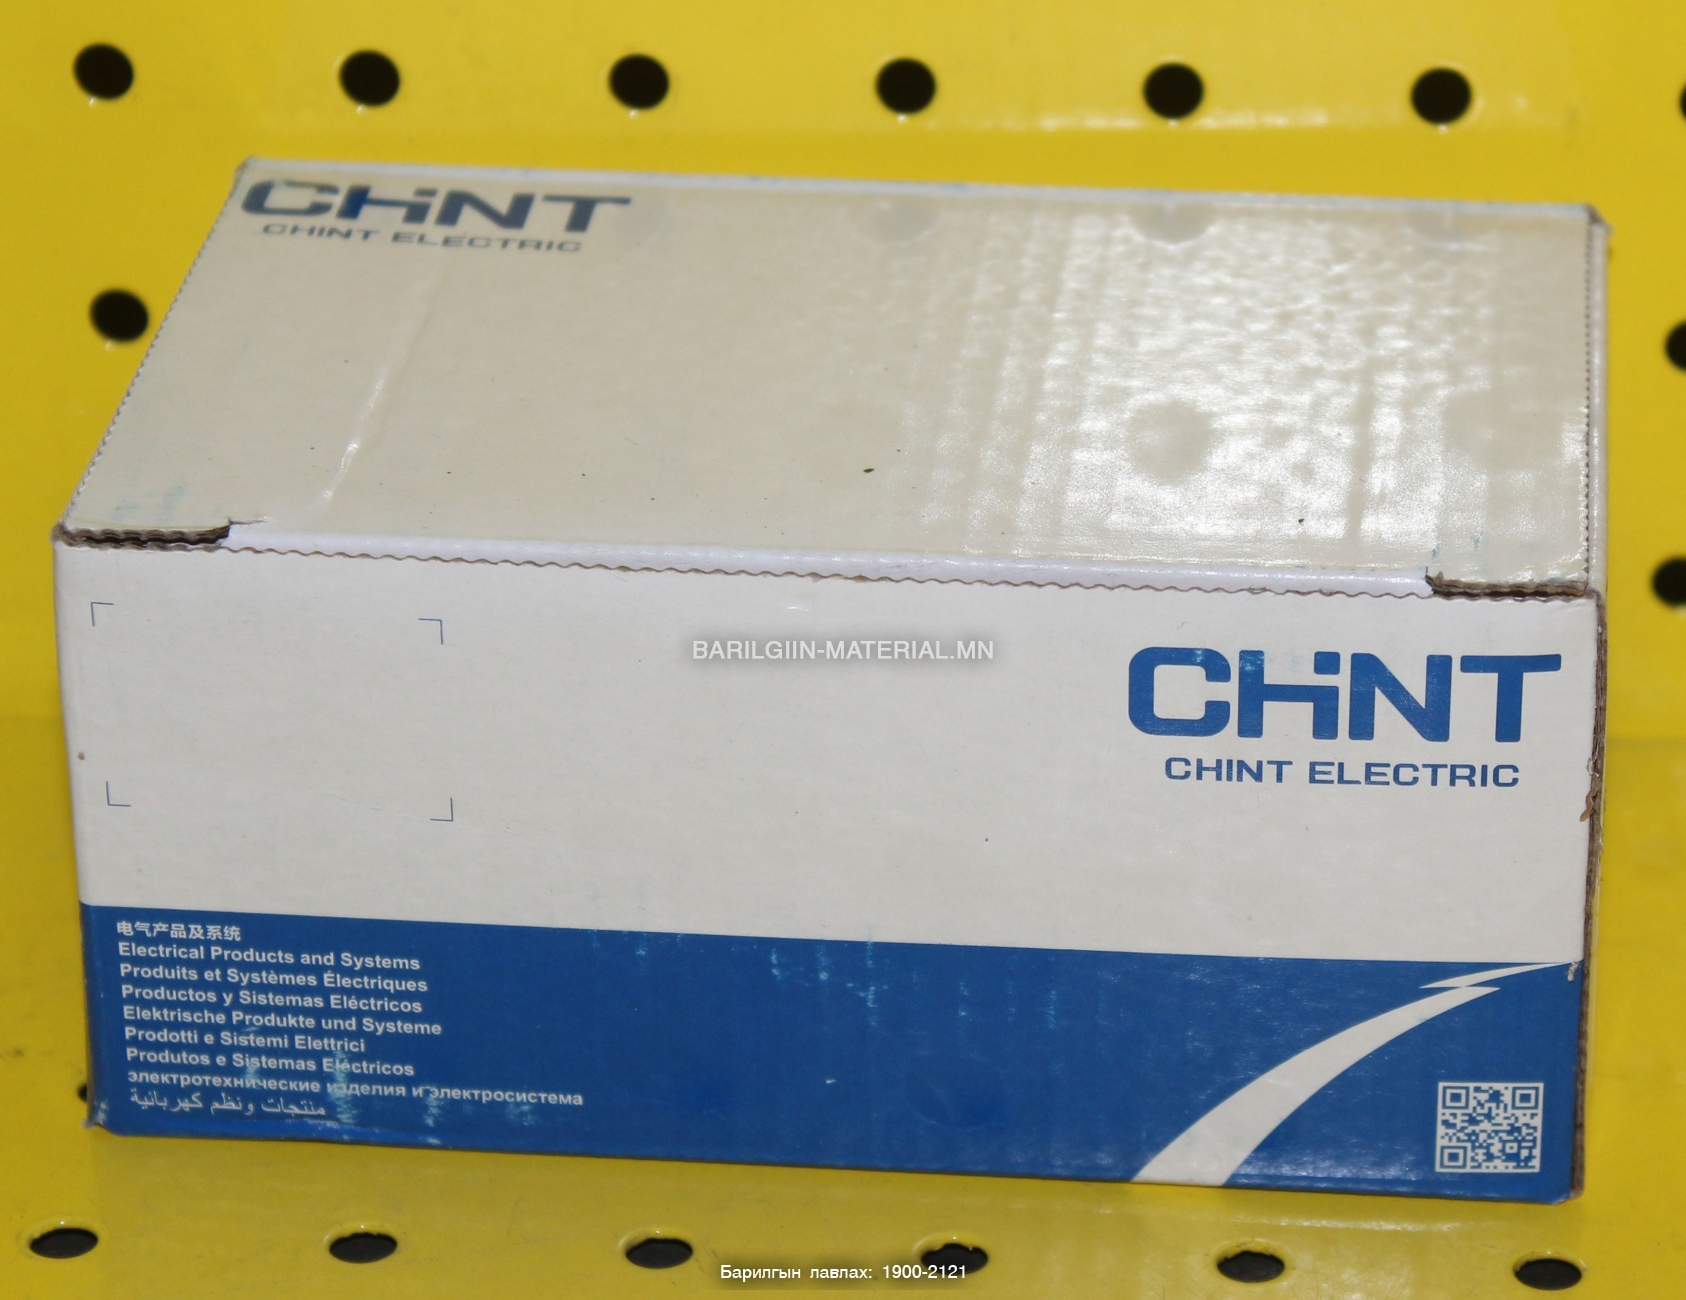 CHiNT
CHINT ELECTRIC
BARILGIIN-MATERIAL.MN
CHiNT
CHINT ELECTRIC
电气产品及系统
Electrical Products and Systems
Produits et Systèmes Électriques
Productos y Sistemas Eléctricos
Elektrische Produkte und Systeme
Prodotti e Sistemi Elettrici
Produtos e Sistemas Eléctricos
электротехнические изделия и электросистема
منتجات ونظم كهربائية
Барилгын лавлах: 1900-2121